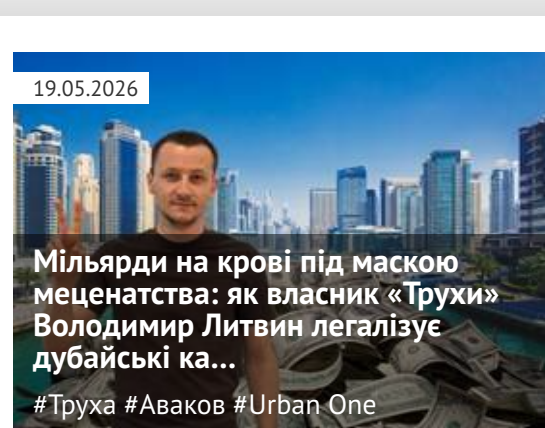 19.05.2026
Мільярди на крові під маскою
меценатства: як власник «Трухи»
Володимир Литвин легалізує
дубайські ка...
#Труха #Аваков #Urban One